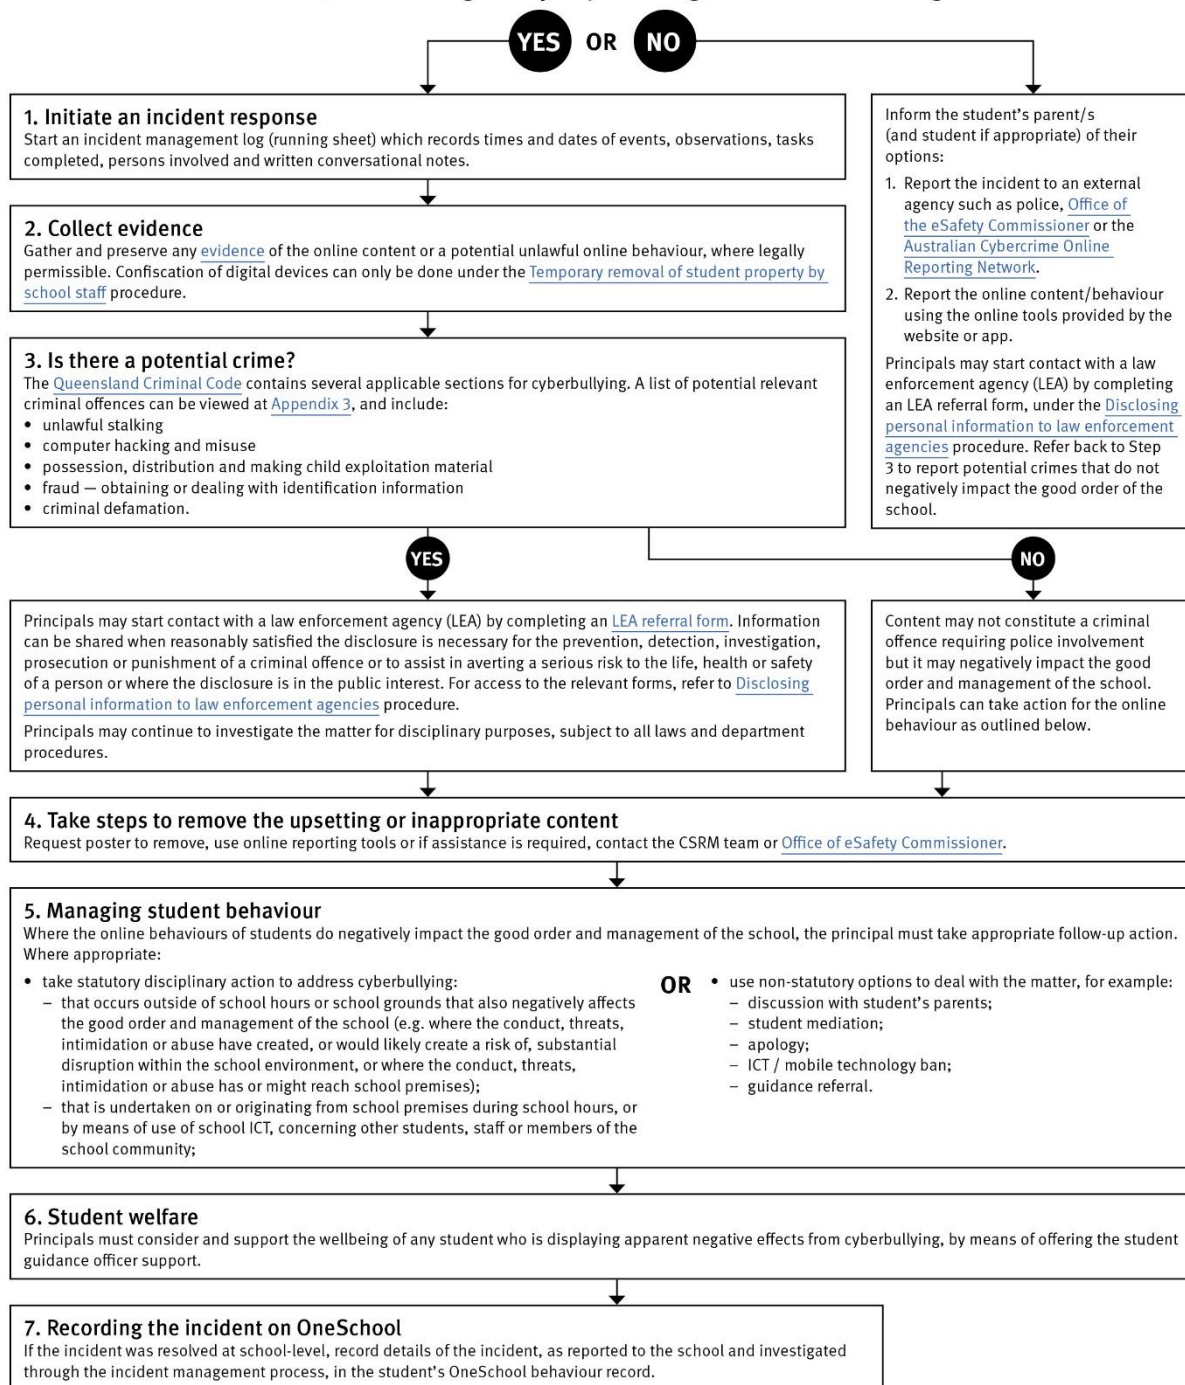 YES OR NO
1. Initiate an incident response
Start an incident management log (running sheet) which records times and dates of events, observations, tasks
completed, persons involved and written conversational notes.
2. Collect evidence
Gather and preserve any evidence of the online content or a potential unlawful online behaviour, where legally
permissible. Confiscation of digital devices can only be done under the Temporary removal of student property by
school staff procedure.
3. Is there a potential crime?
The Queensland Criminal Code contains several applicable sections for cyberbullying. A list of potential relevant
criminal offences can be viewed at Appendix 3, and include:
• unlawful stalking
• computer hacking and misuse
• possession, distribution and making child exploitation material
• fraud — obtaining or dealing with identification information
• criminal defamation.
Inform the student's parent/s
(and student if appropriate) of their
options:
1. Report the incident to an external
agency such as police, Office of
the eSafety Commissioner or the
Australian Cybercrime Online
Reporting Network.
2. Report the online content/behaviour
using the online tools provided by the
website or app.
Principals may start contact with a law
enforcement agency (LEA) by completing
an LEA referral form, under the Disclosing
personal information to law enforcement
agencies procedure. Refer back to Step
3 to report potential crimes that do not
negatively impact the good order of the
school.
YES
NO
Principals may start contact with a law enforcement agency (LEA) by completing an LEA referral form. Information
can be shared when reasonably satisfied the disclosure is necessary for the prevention, detection, investigation,
prosecution or punishment of a criminal offence or to assist in averting a serious risk to the life, health or safety
of a person or where the disclosure is in the public interest. For access to the relevant forms, refer to Disclosing
personal information to law enforcement agencies procedure.
Principals may continue to investigate the matter for disciplinary purposes, subject to all laws and department
procedures.
Content may not constitute a criminal
offence requiring police involvement
but it may negatively impact the good
order and management of the school.
Principals can take action for the online
behaviour as outlined below.
4. Take steps to remove the upsetting or inappropriate content
Request poster to remove, use online reporting tools or if assistance is required, contact the CSRM team or Office of eSafety Commissioner.
5. Managing student behaviour
Where the online behaviours of students do negatively impact the good order and management of the school, the principal must take appropriate follow-up action.
Where appropriate:
• take statutory disciplinary action to address cyberbullying:
– that occurs outside of school hours or school grounds that also negatively affects
the good order and management of the school (e.g. where the conduct, threats,
intimidation or abuse have created, or would likely create a risk of, substantial
disruption within the school environment, or where the conduct, threats,
intimidation or abuse has or might reach school premises);
– that is undertaken on or originating from school premises during school hours, or
by means of use of school ICT, concerning other students, staff or members of the
school community;
OR
• use non-statutory options to deal with the matter, for example:
– discussion with student's parents;
– student mediation;
– apology;
– ICT / mobile technology ban;
– guidance referral.
6. Student welfare
Principals must consider and support the wellbeing of any student who is displaying apparent negative effects from cyberbullying, by means of offering the student
guidance officer support.
7. Recording the incident on OneSchool
If the incident was resolved at school-level, record details of the incident, as reported to the school and investigated
through the incident management process, in the student's OneSchool behaviour record.